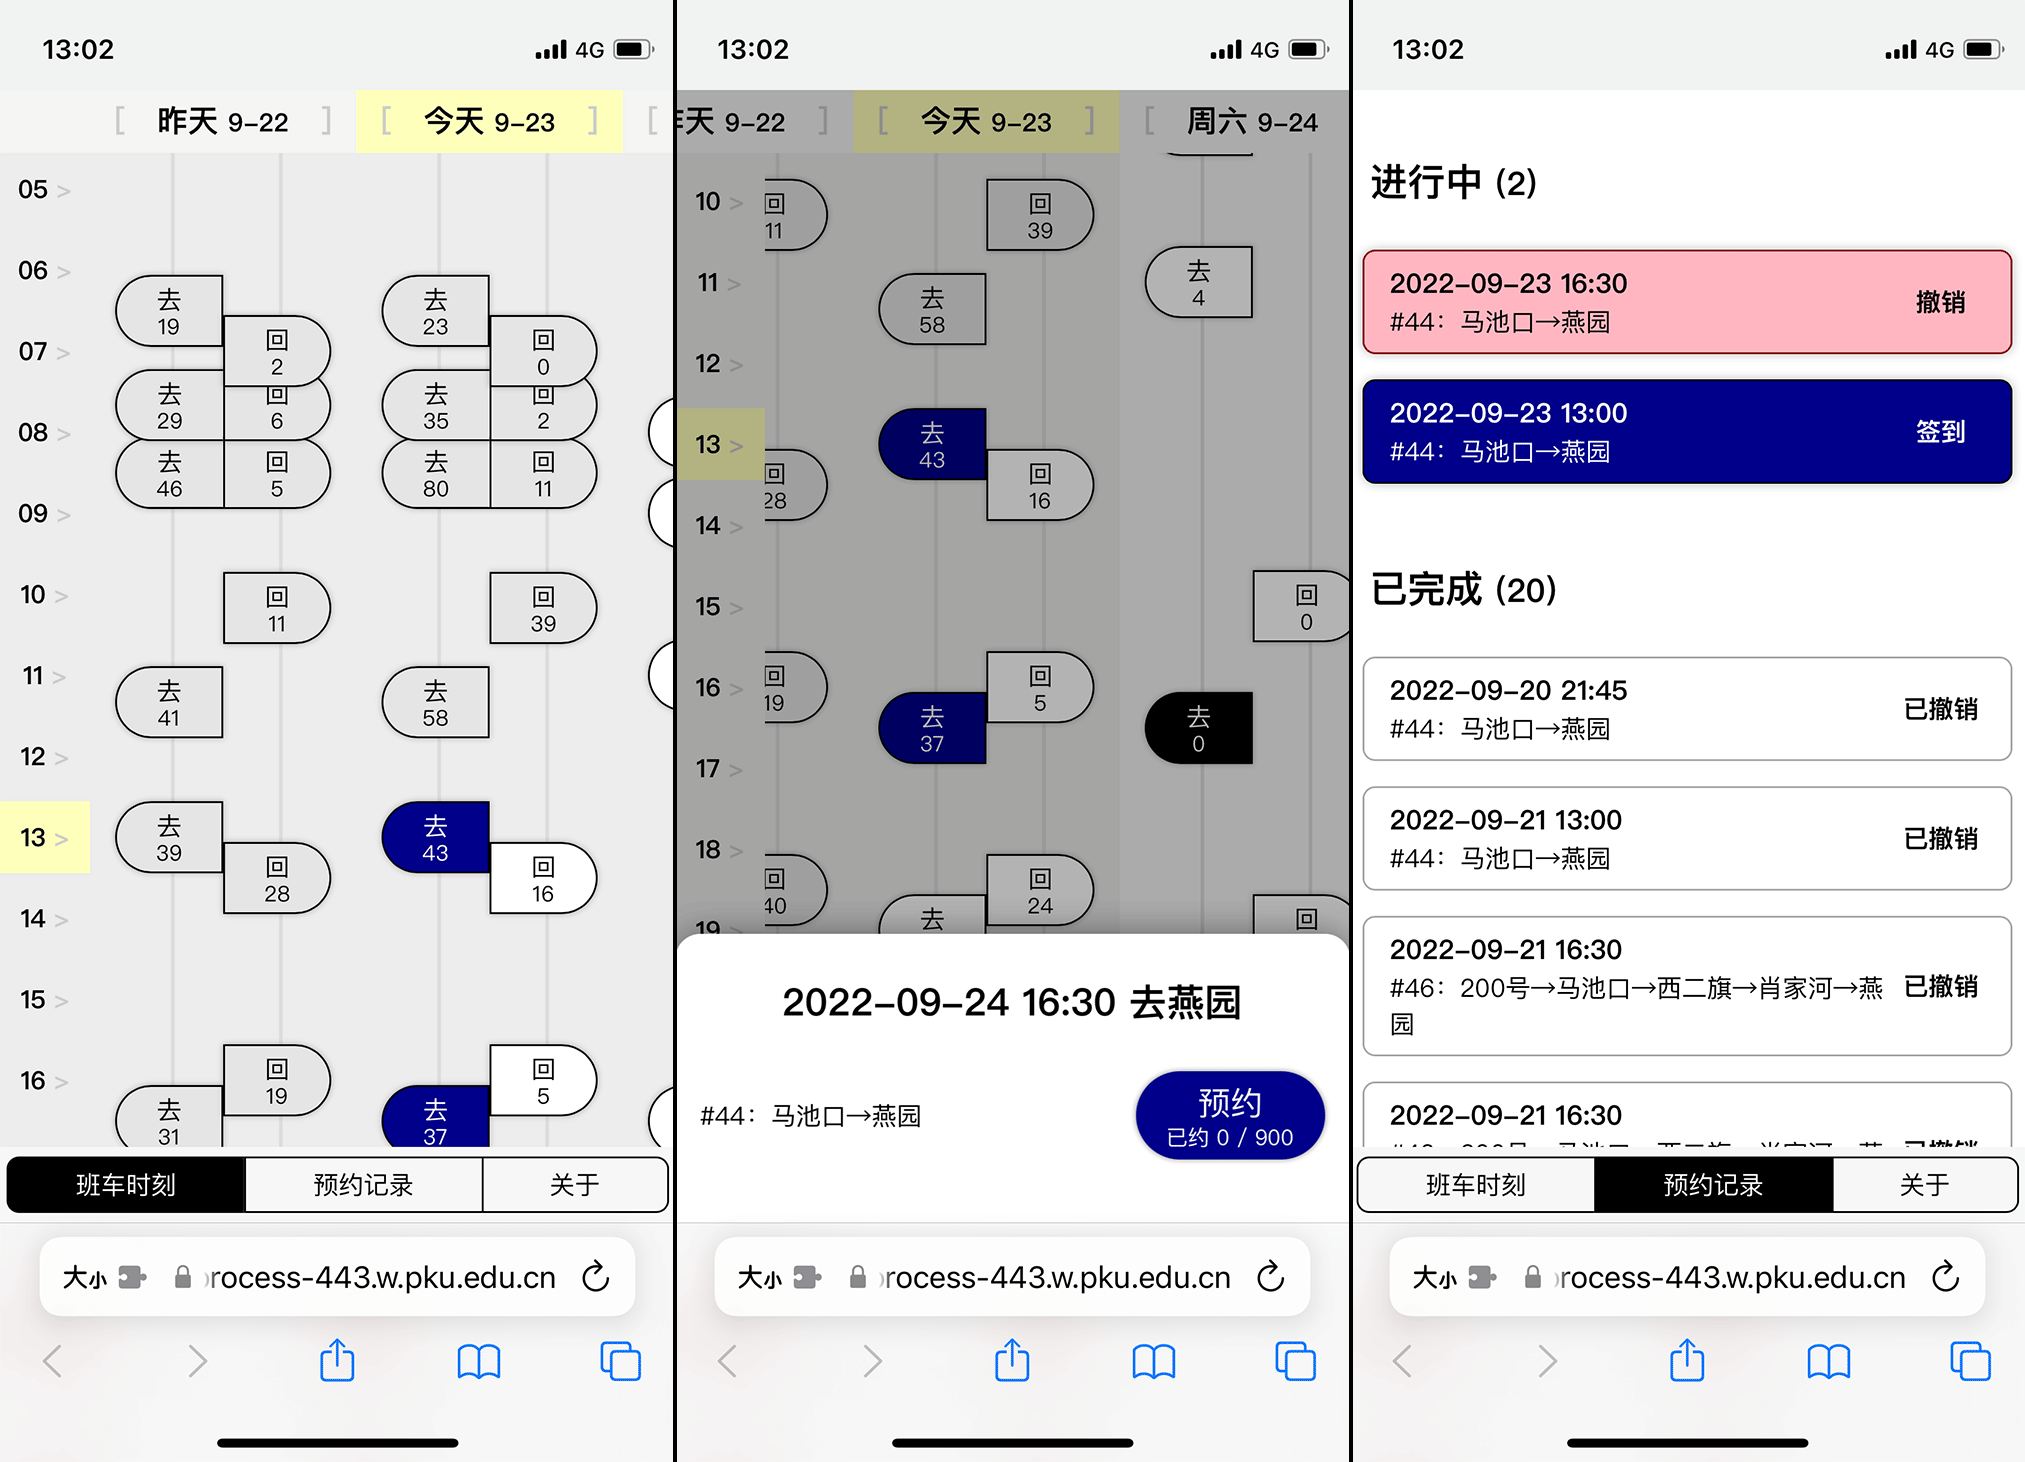 13:02
4G
[ 昨天 9-22 ]
[ 今天 9-23 ]
[
05 >
06 >
去
19
去
23
07 >
回
2
回
0
去
29
回
6
去
35
回
2
08 >
去
46
回
5
去
80
回
11
09 >
10 >
回
11
回
39
11 >
去
41
去
58
12 >
13 >
去
39
去
43
回
28
回
16
14 >
15 >
16 >
回
19
回
5
去
31
去
37
班车时刻
预约记录
关于
大小
rocess-443.w.pku.edu.cn
13:02
4G
天 9-22 ]
[ 今天 9-23 ]
[ 周六 9-24
10 >
回
11
回
39
11 >
去
4
去
58
12 >
13 >
去
43
回
28
回
16
14 >
15 >
回
0
16 >
回
19
回
5
去
37
去
0
17 >
18 >
回
40
回
24
19
去
回
2022-09-24 16:30 去燕园
#44：马池口→燕园
预约
已约 0 / 900
大小
rocess-443.w.pku.edu.cn
13:02
4G
进行中 (2)
2022-09-23 16:30
#44：马池口→燕园
撤销
2022-09-23 13:00
#44：马池口→燕园
签到
已完成 (20)
2022-09-20 21:45
#44：马池口→燕园
已撤销
2022-09-21 13:00
#44：马池口→燕园
已撤销
2022-09-21 16:30
#46：200号→马池口→西二旗→肖家河→燕
园
已撤销
2022-09-21 16:30
班车时刻
预约记录
关于
大小
rocess-443.w.pku.edu.cn